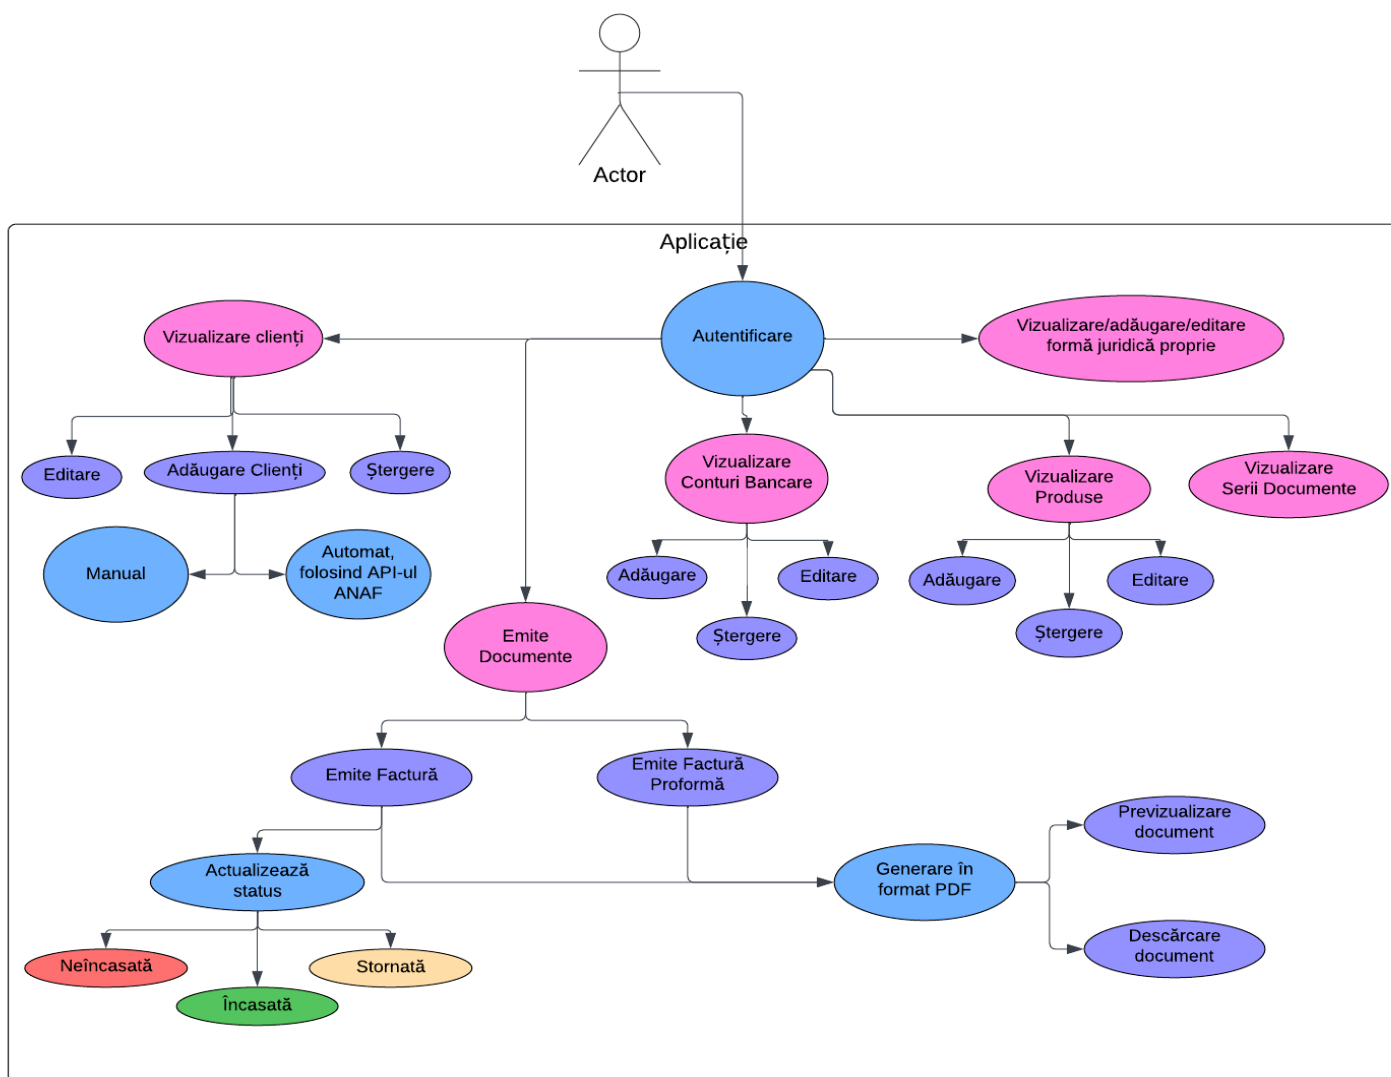 Actor
Aplicație
Autentificare
Vizualizare clienți
Vizualizare/adăugare/editare
formă juridică proprie
Editare
Adăugare Clienți
Ștergere
Vizualizare
Conturi Bancare
Vizualizare
Produse
Vizualizare
Serii Documente
Manual
Automat,
folosind API-ul
ANAF
Adăugare
Ștergere
Editare
Adăugare
Ștergere
Editare
Emite
Documente
Emite Factură
Emite Factură
Proformă
Actualizează
status
Generare în
format PDF
Previzualizare
document
Descărcare
document
Neîncasată
Încasată
Stornată